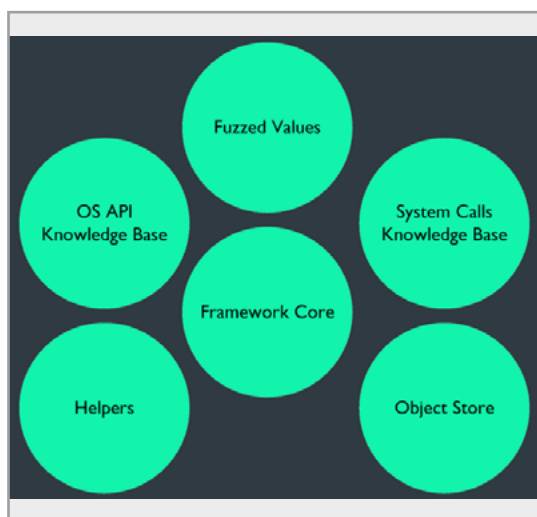 Fuzzed Values
OS API
Knowledge Base
System Calls
Knowledge Base
Framework Core
Helpers
Object Store